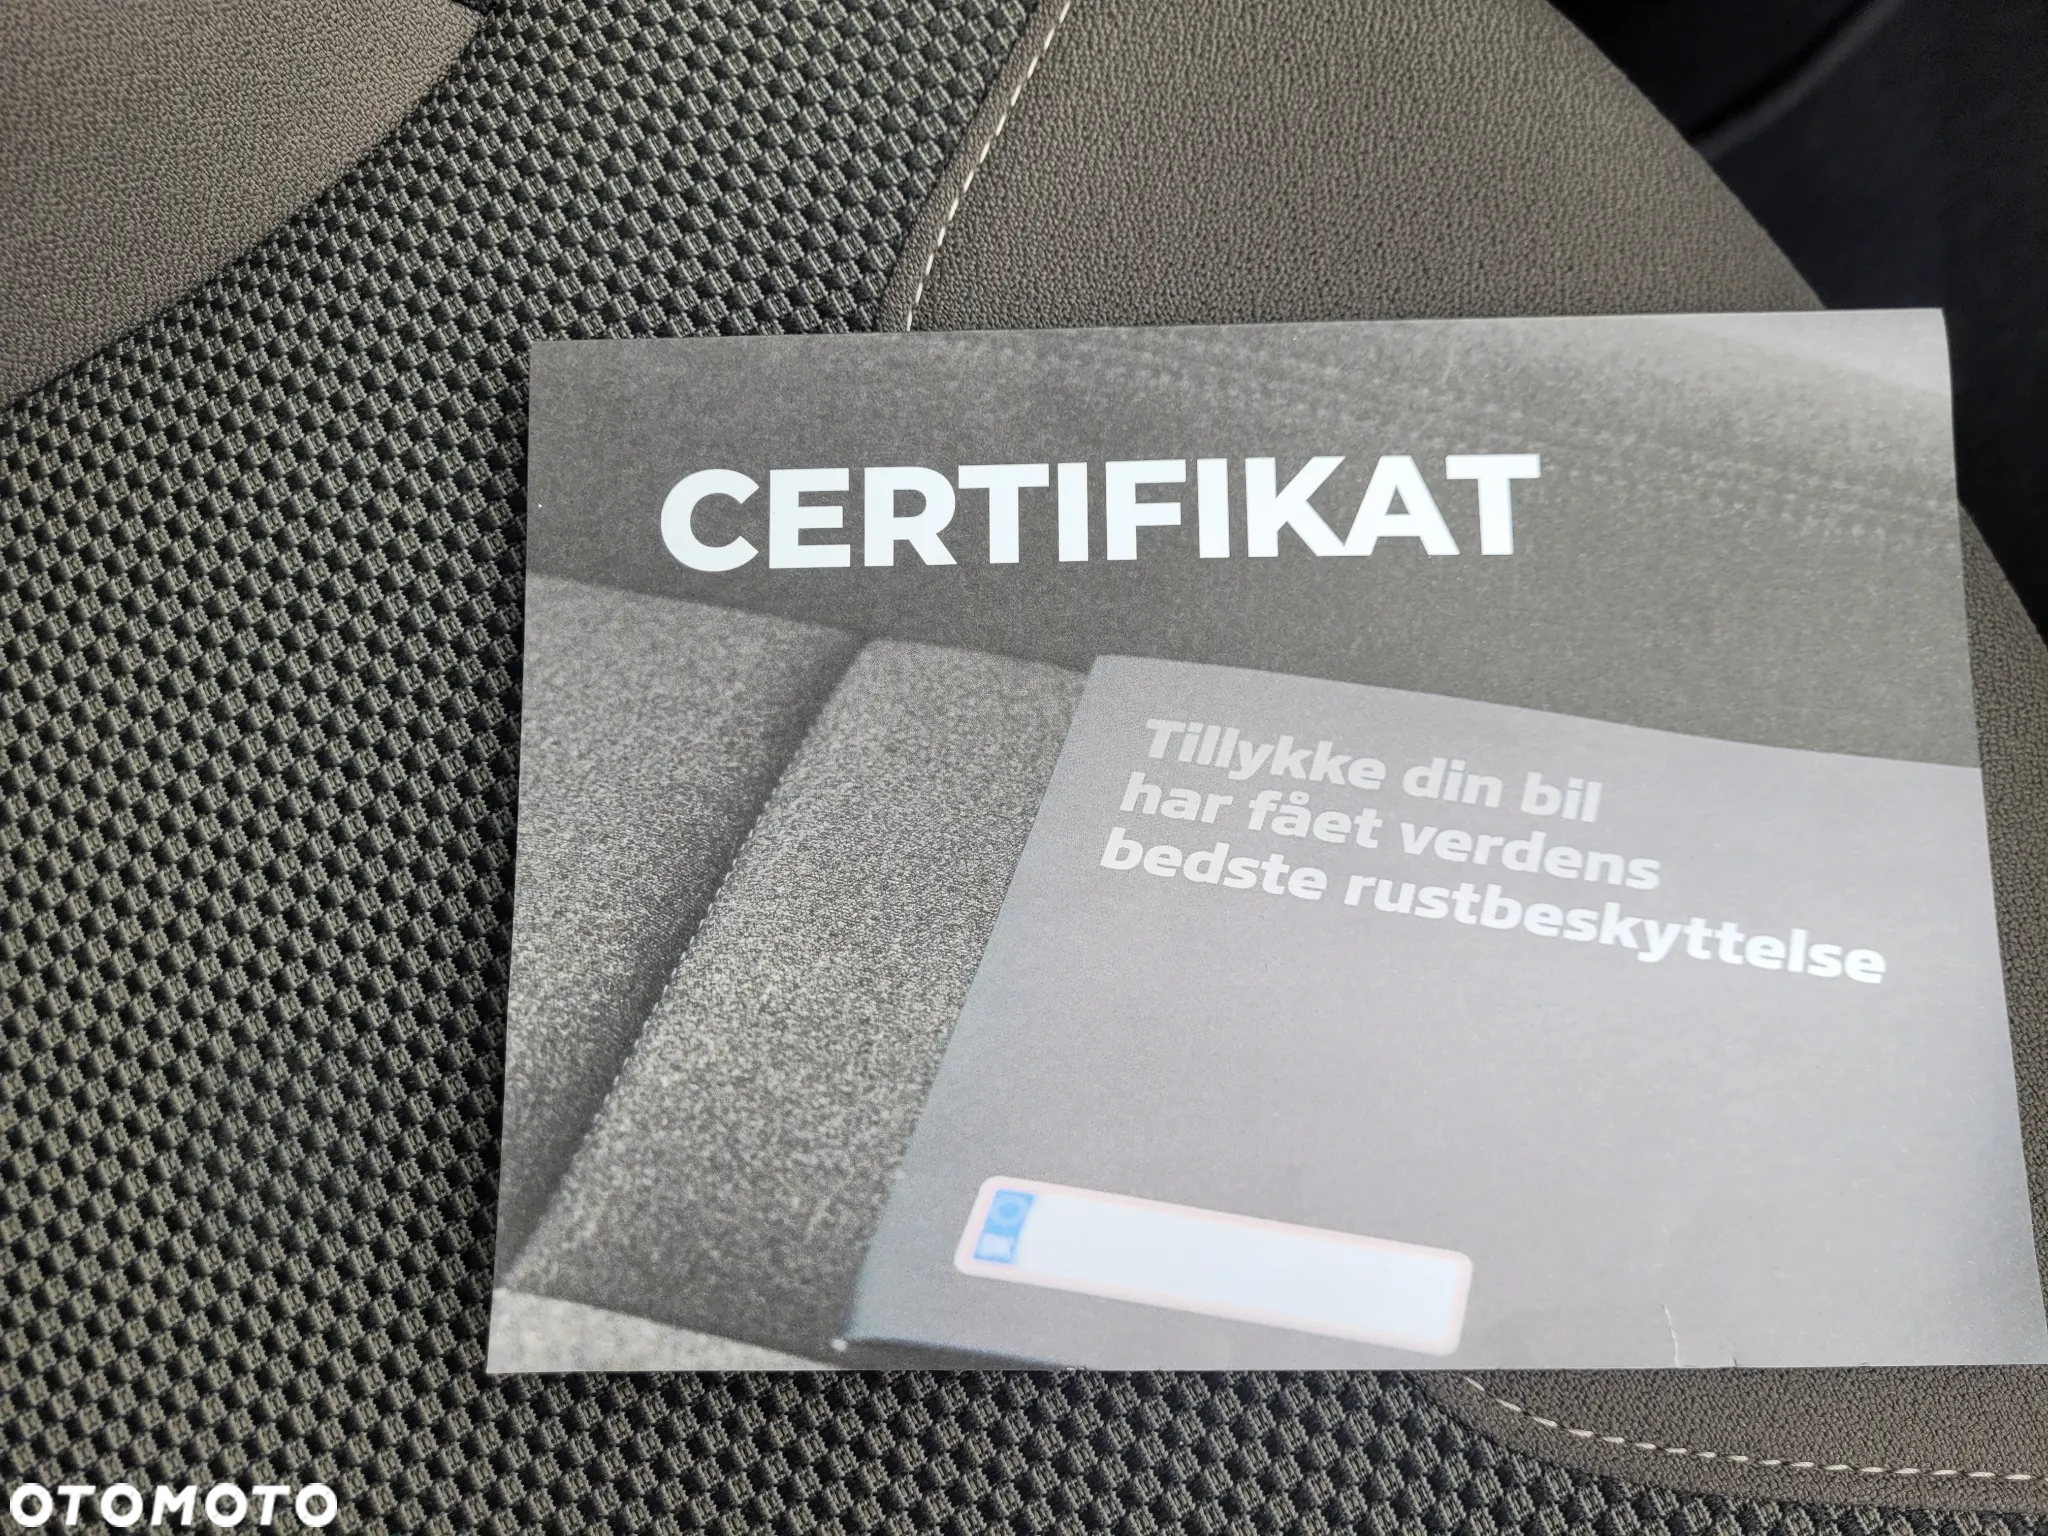 CERTIFIKAT
Tillykke din bil
har fået verdens
bedste rustbeskyttelse
OTOMOTO